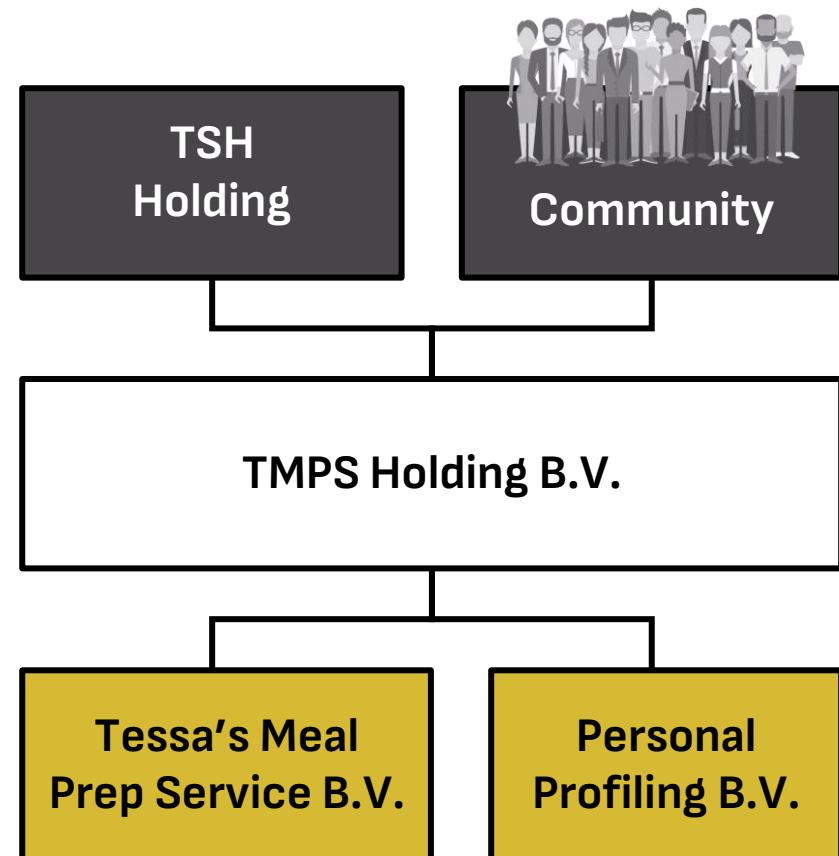 TSH
Holding
Community
TMPS Holding B.V.
Tessa’s Meal
Prep Service B.V.
Personal
Profiling B.V.